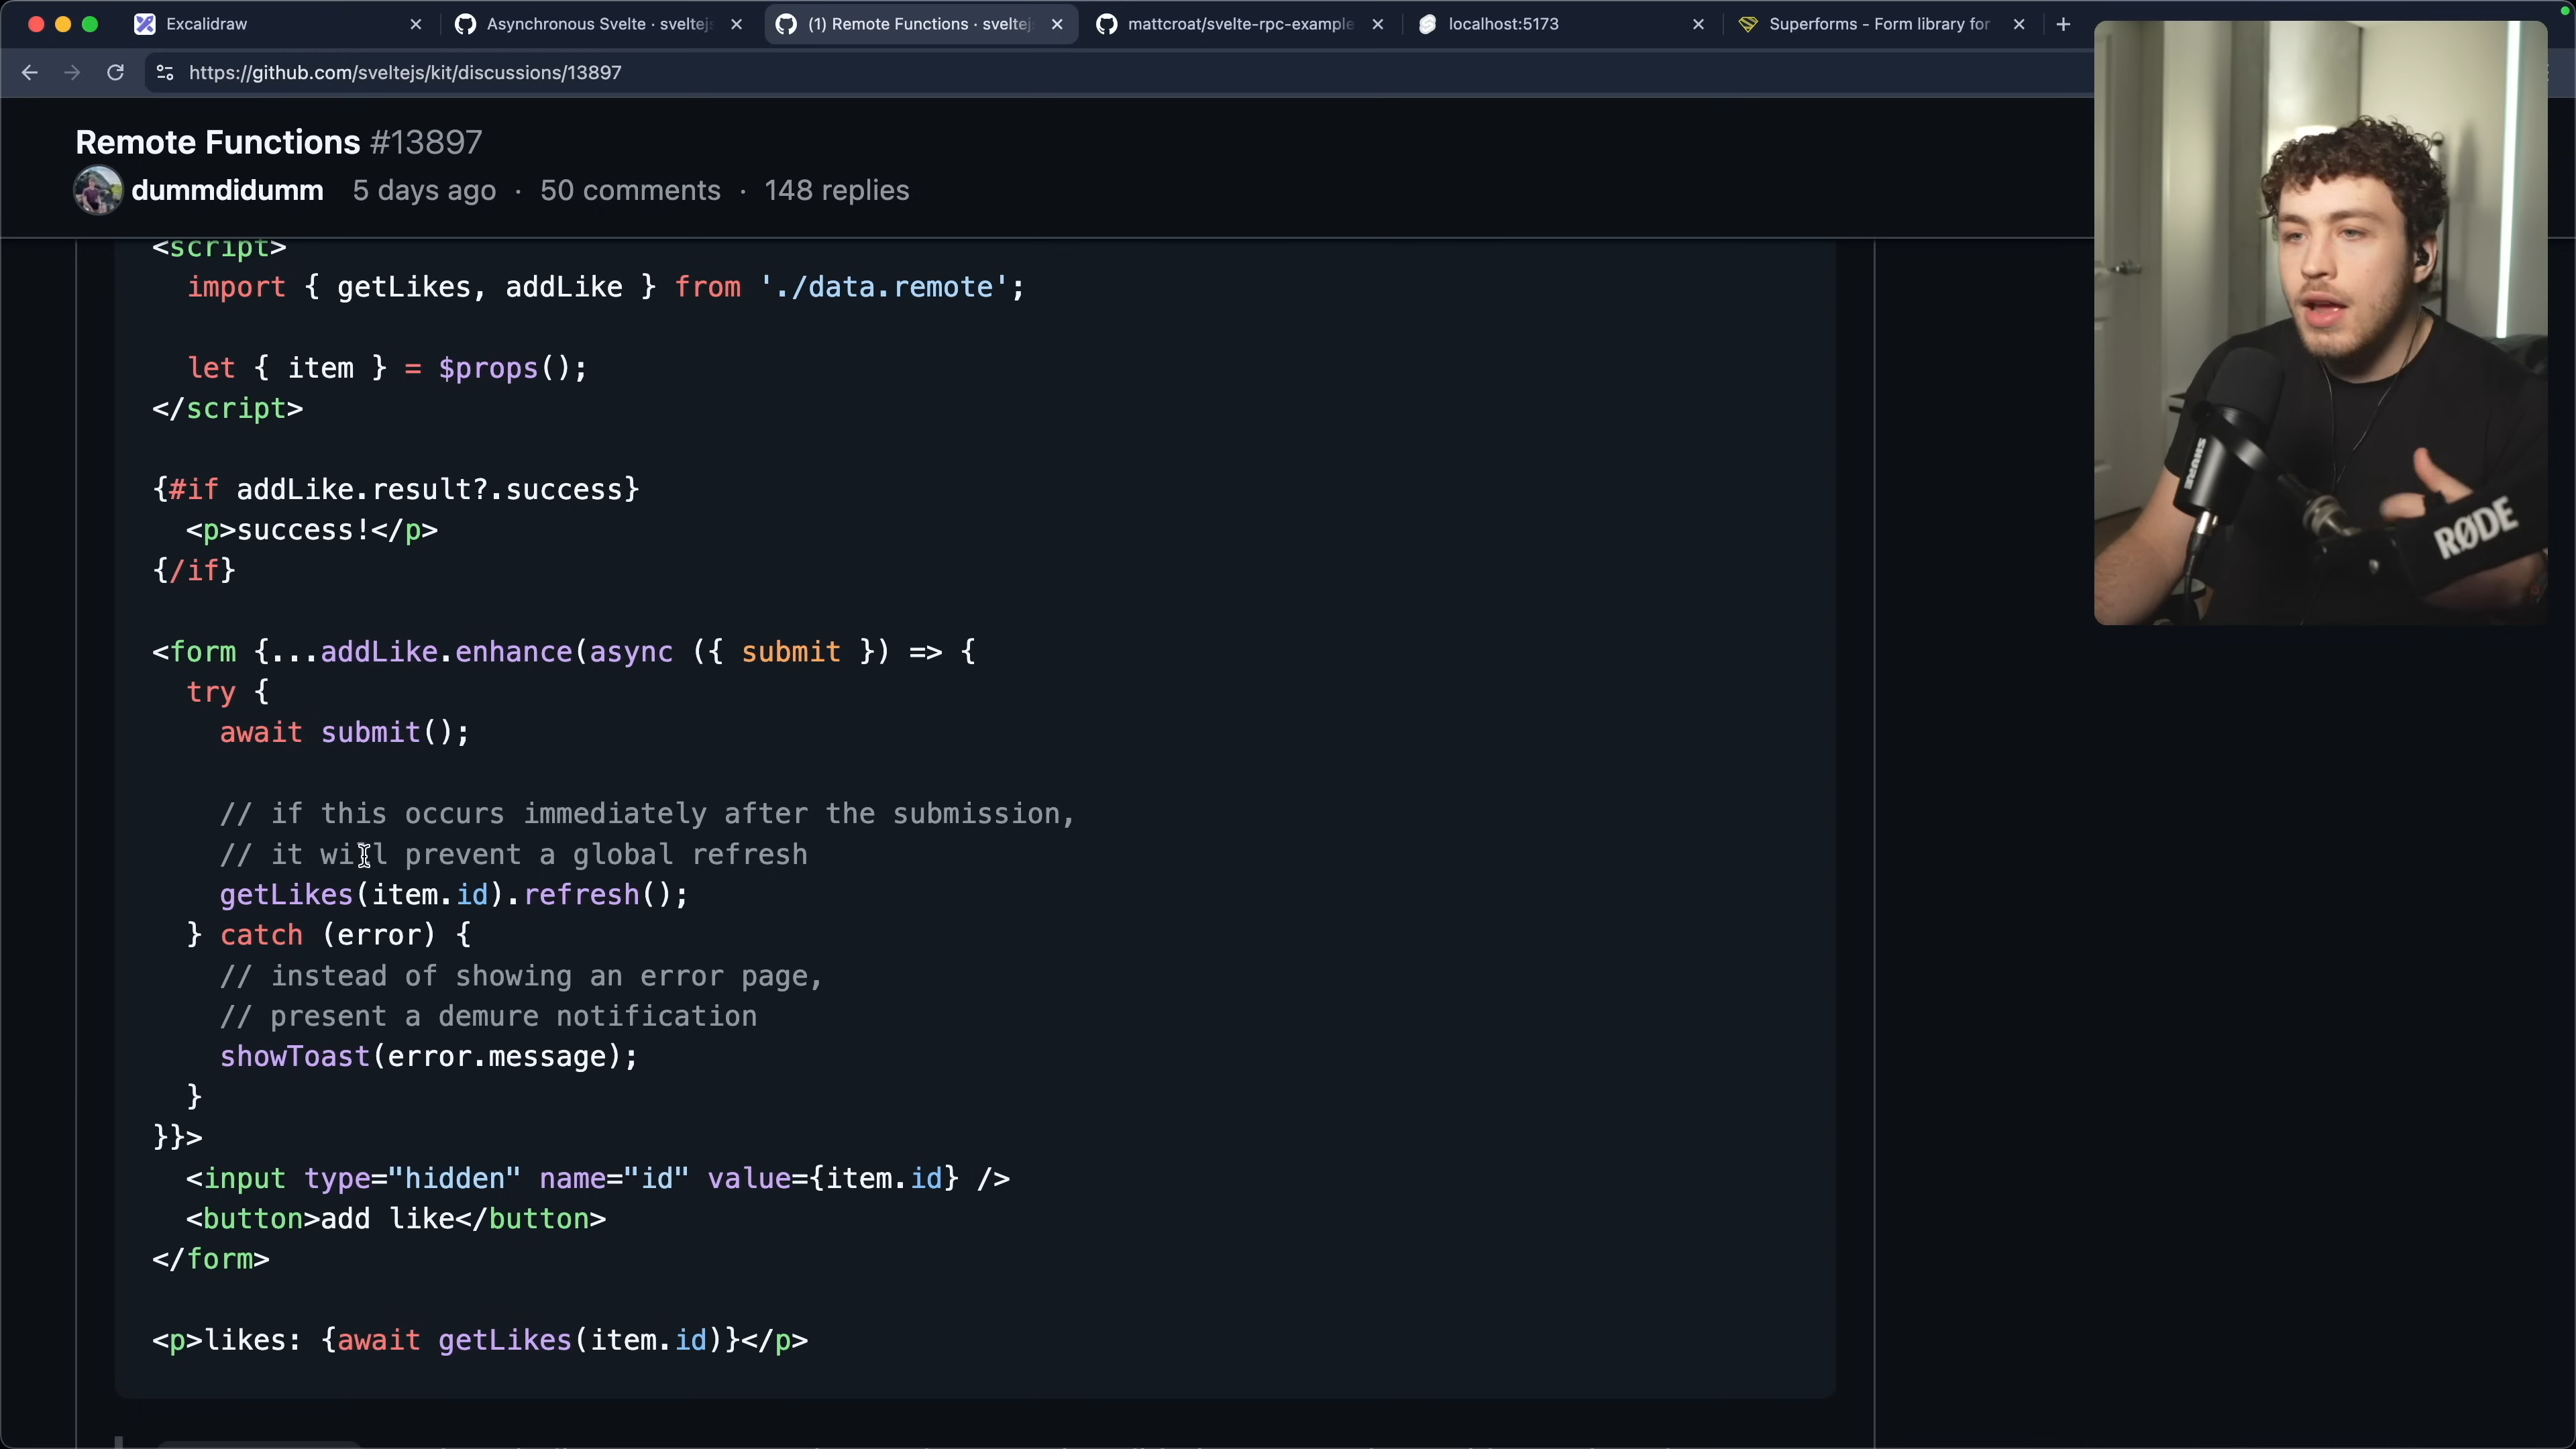 Excalidraw
Asynchronous Svelte · sveltejs
(1) Remote Functions · sveltejs
mattcroat/svelte-rpc-example
localhost:5173
Superforms - Form library for
https://github.com/sveltejs/kit/discussions/13897
Remote Functions #13897
dummdidumm 5 days ago · 50 comments · 148 replies
<script>
import { getLikes, addLike } from './data.remote';
let { item } = $props();
</script>
{#if addLike.result?.success}
<p>success!</p>
{/if}
<form {...addLike.enhance(async ({ submit }) => {
try {
await submit();
// if this occurs immediately after the submission,
// it will prevent a global refresh
getLikes(item.id).refresh();
} catch (error) {
// instead of showing an error page,
// present a demure notification
showToast(error.message);
}
}}>
<input type="hidden" name="id" value={item.id} />
<button>add like</button>
</form>
<p>likes: {await getLikes(item.id)}</p>
SHURE
RØDE